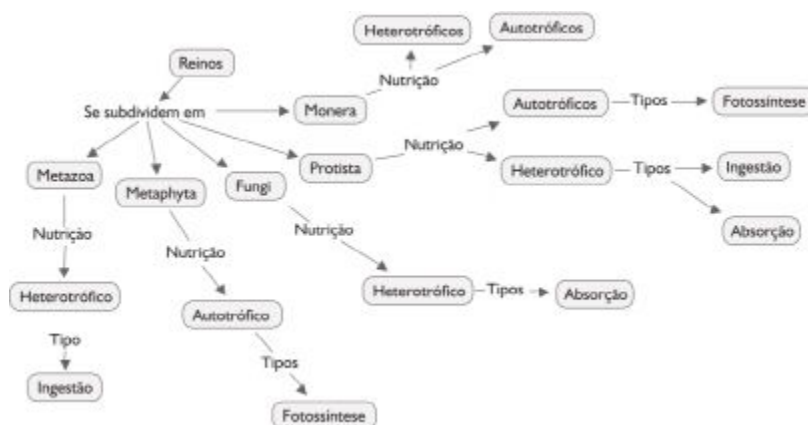 Heterotróficos
Autotróficos
Reinos
Nutrição
Se subdividem em
Monera
Autotróficos
Tipos
Fotossíntese
Nutrição
Protista
Heterotrófico
Tipos
Ingestão
Absorção
Metazoa
Metaphyta
Fungi
Nutrição
Nutrição
Nutrição
Heterotrófico
Heterotrófico
Tipos
Absorção
Autotrófico
Tipo
Tipos
Ingestão
Fotossíntese